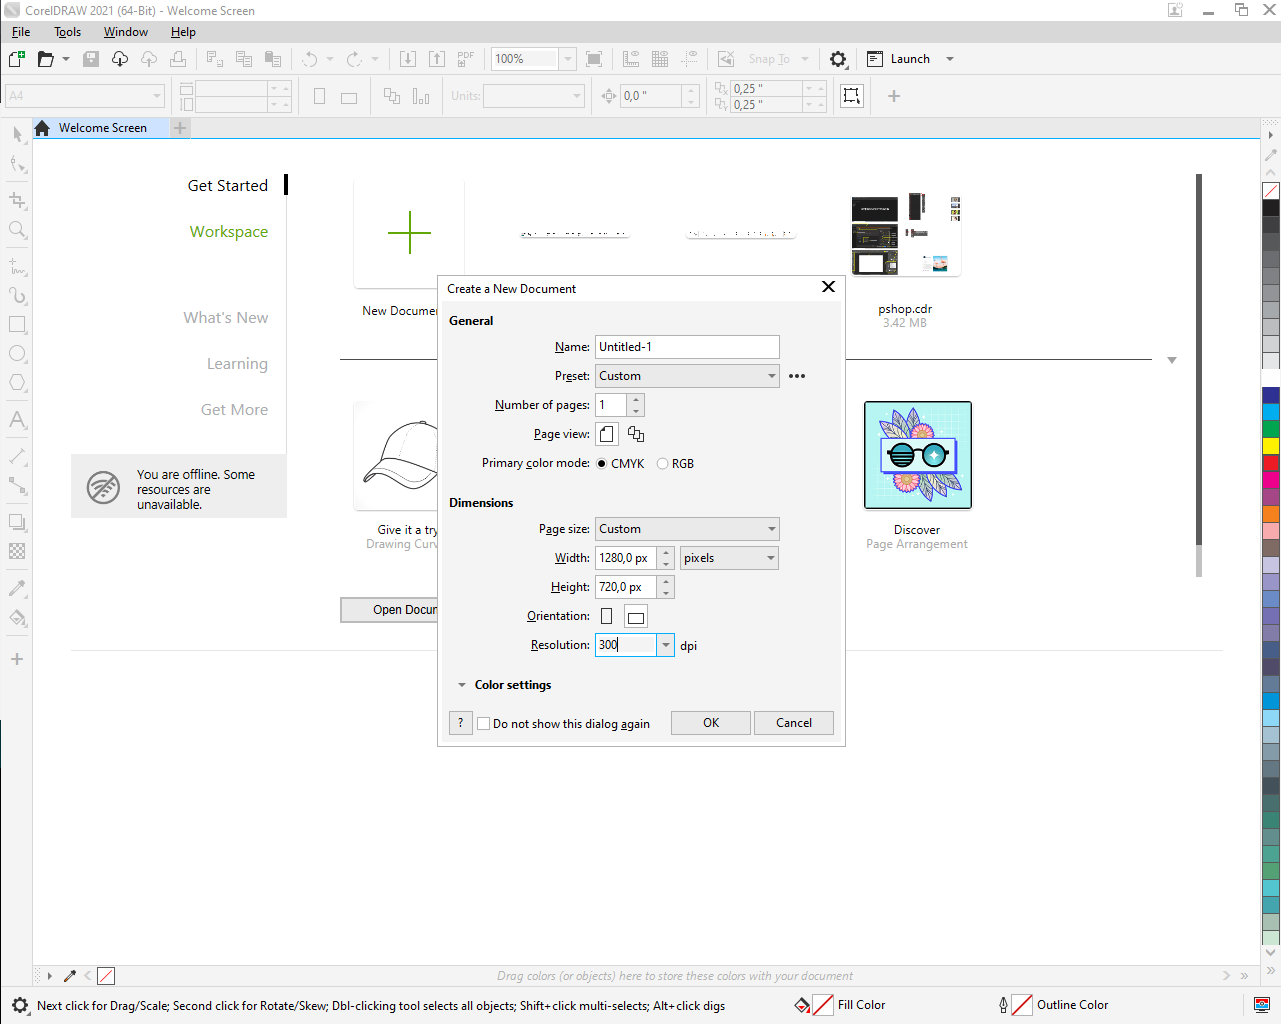 CorelDRAW 2021 (64-Bit) - Welcome Screen
File Tools Window Help
PDF
100%
Snap To
Launch
A4
Units:
0,0 "
0,25 "
0,25 "
Welcome Screen
Get Started
Workspace
What's New
Learning
Get More
You are offline. Some
resources are
unavailable.
New Documen
pshop.cdr
3.42 MB
Give it a try
Drawing Curv
Discover
Page Arrangement
Open Docum
Create a New Document
General
Name: Untitled-1
Preset: Custom
Number of pages: 1
Page view:
Primary color mode: CMYK RGB
Dimensions
Page size: Custom
Width: 1280,0 px pixels
Height: 720,0 px
Orientation:
Resolution: 300 dpi
Color settings
? Do not show this dialog again OK Cancel
Drag colors (or objects) here to store these colors with your document
Next click for Drag/Scale; Second click for Rotate/Skew; Dbl-clicking tool selects all objects; Shift+click multi-selects; Alt+click digs
Fill Color
Outline Color